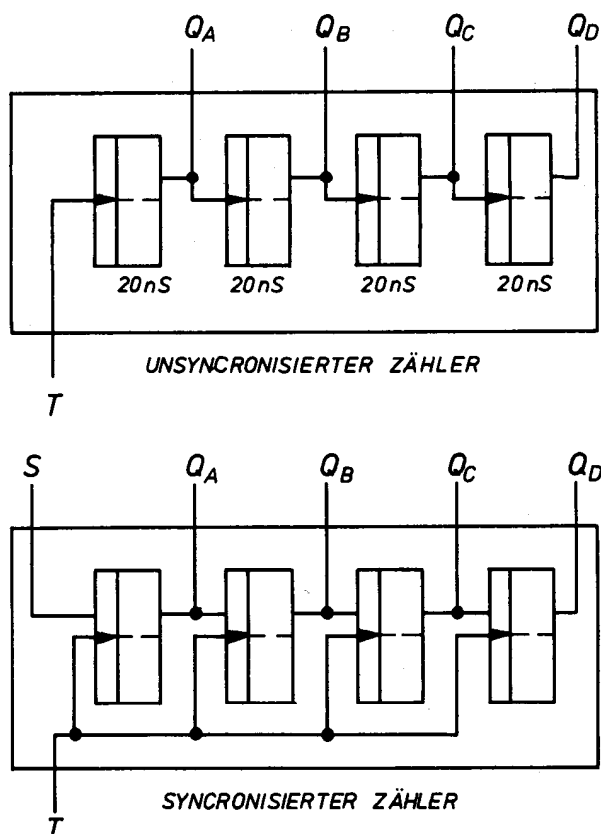 QA QB QC QD
20nS 20nS 20nS 20nS
UNSYNCRONISIERTER ZÄHLER
T
S QA QB QC QD
SYNCRONISIERTER ZÄHLER
T